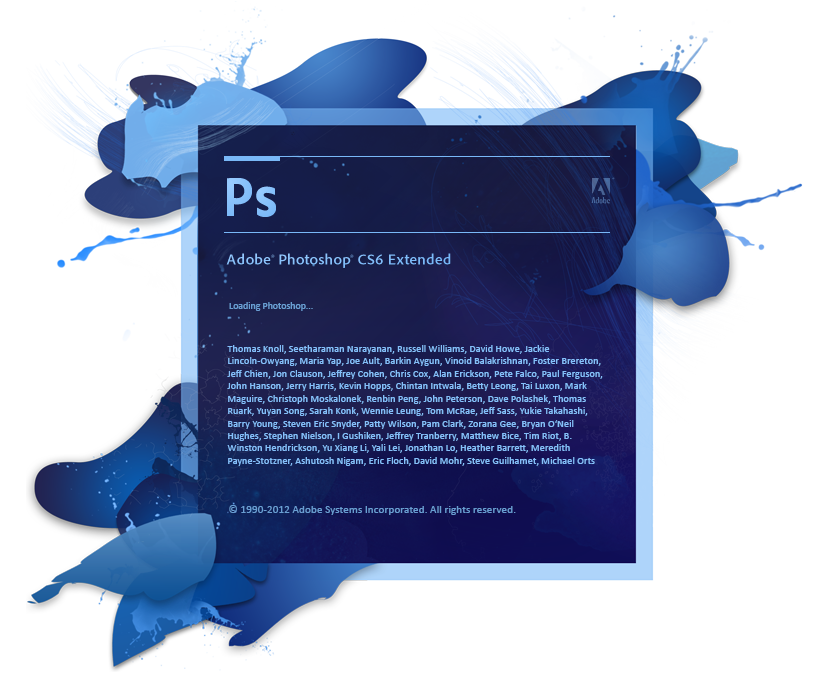 Ps
Adobe
Adobe® Photoshop® CS6 Extended
Loading Photoshop...
Thomas Knoll, Seetharaman Narayanan, Russell Williams, David Howe, Jackie
Lincoln-Owyang, Maria Yap, Joe Ault, Barkin Aygun, Vinoid Balakrishnan, Foster Brereton,
Jeff Chien, Jon Clauson, Jeffrey Cohen, Chris Cox, Alan Erickson, Pete Falco, Paul Ferguson,
John Hanson, Jerry Harris, Kevin Hopps, Chintan Intwala, Betty Leong, Tai Luxon, Mark
Maguire, Christoph Moskalonek, Renbin Peng, John Peterson, Dave Polashek, Thomas
Ruark, Yuyan Song, Sarah Konk, Wennie Leung, Tom McRae, Jeff Sass, Yukie Takahashi,
Barry Young, Steven Eric Snyder, Patty Wilson, Pam Clark, Zorana Gee, Bryan O'Neil
Hughes, Stephen Nielson, I Gushiken, Jeffrey Tranberry, Matthew Bice, Tim Riot, B.
Winston Hendrickson, Yu Xiang Li, Yali Lei, Jonathan Lo, Heather Barrett, Meredith
Payne-Stotzner, Ashutosh Nigam, Eric Floch, David Mohr, Steve Guilhamet, Michael Orts
© 1990-2012 Adobe Systems Incorporated. All rights reserved.